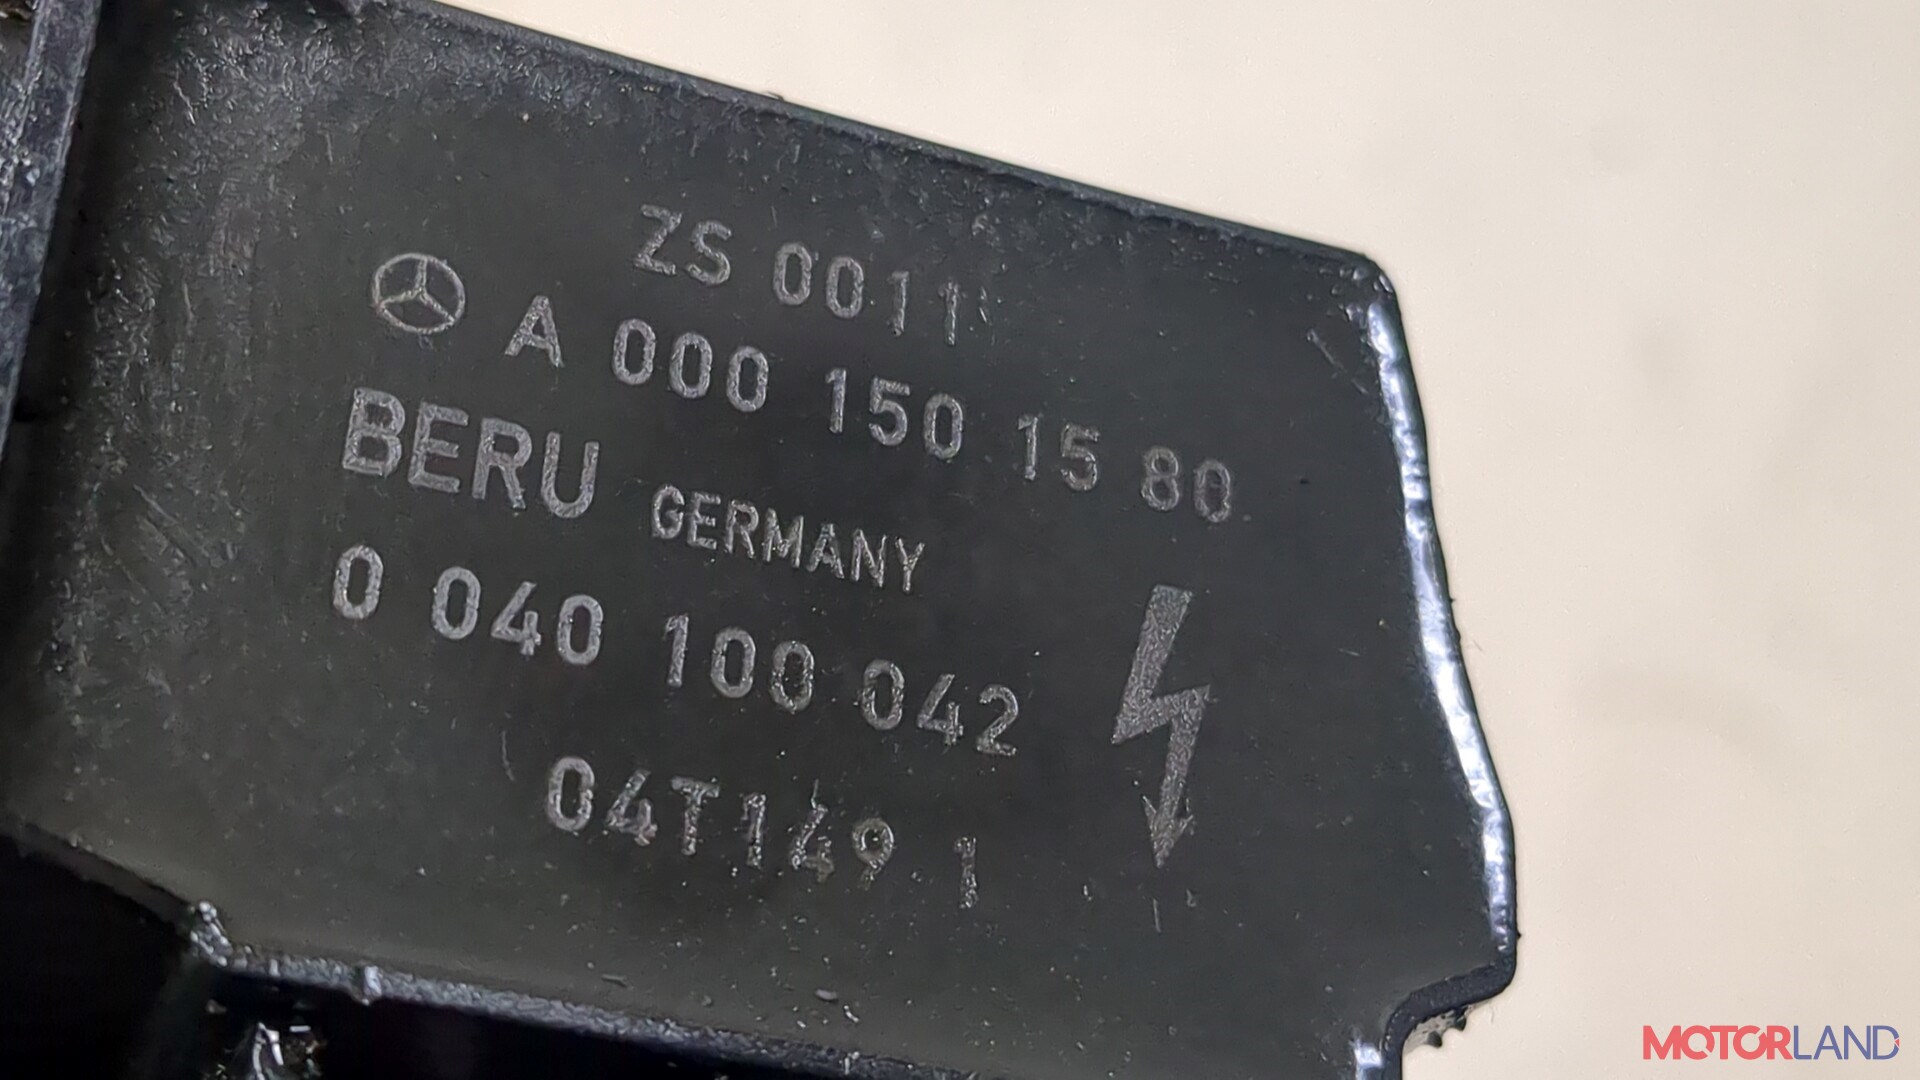 ZS 0011
A 000 150 15 80
BERU GERMANY
0 040 100 042
04T149 1
MOTORLAND